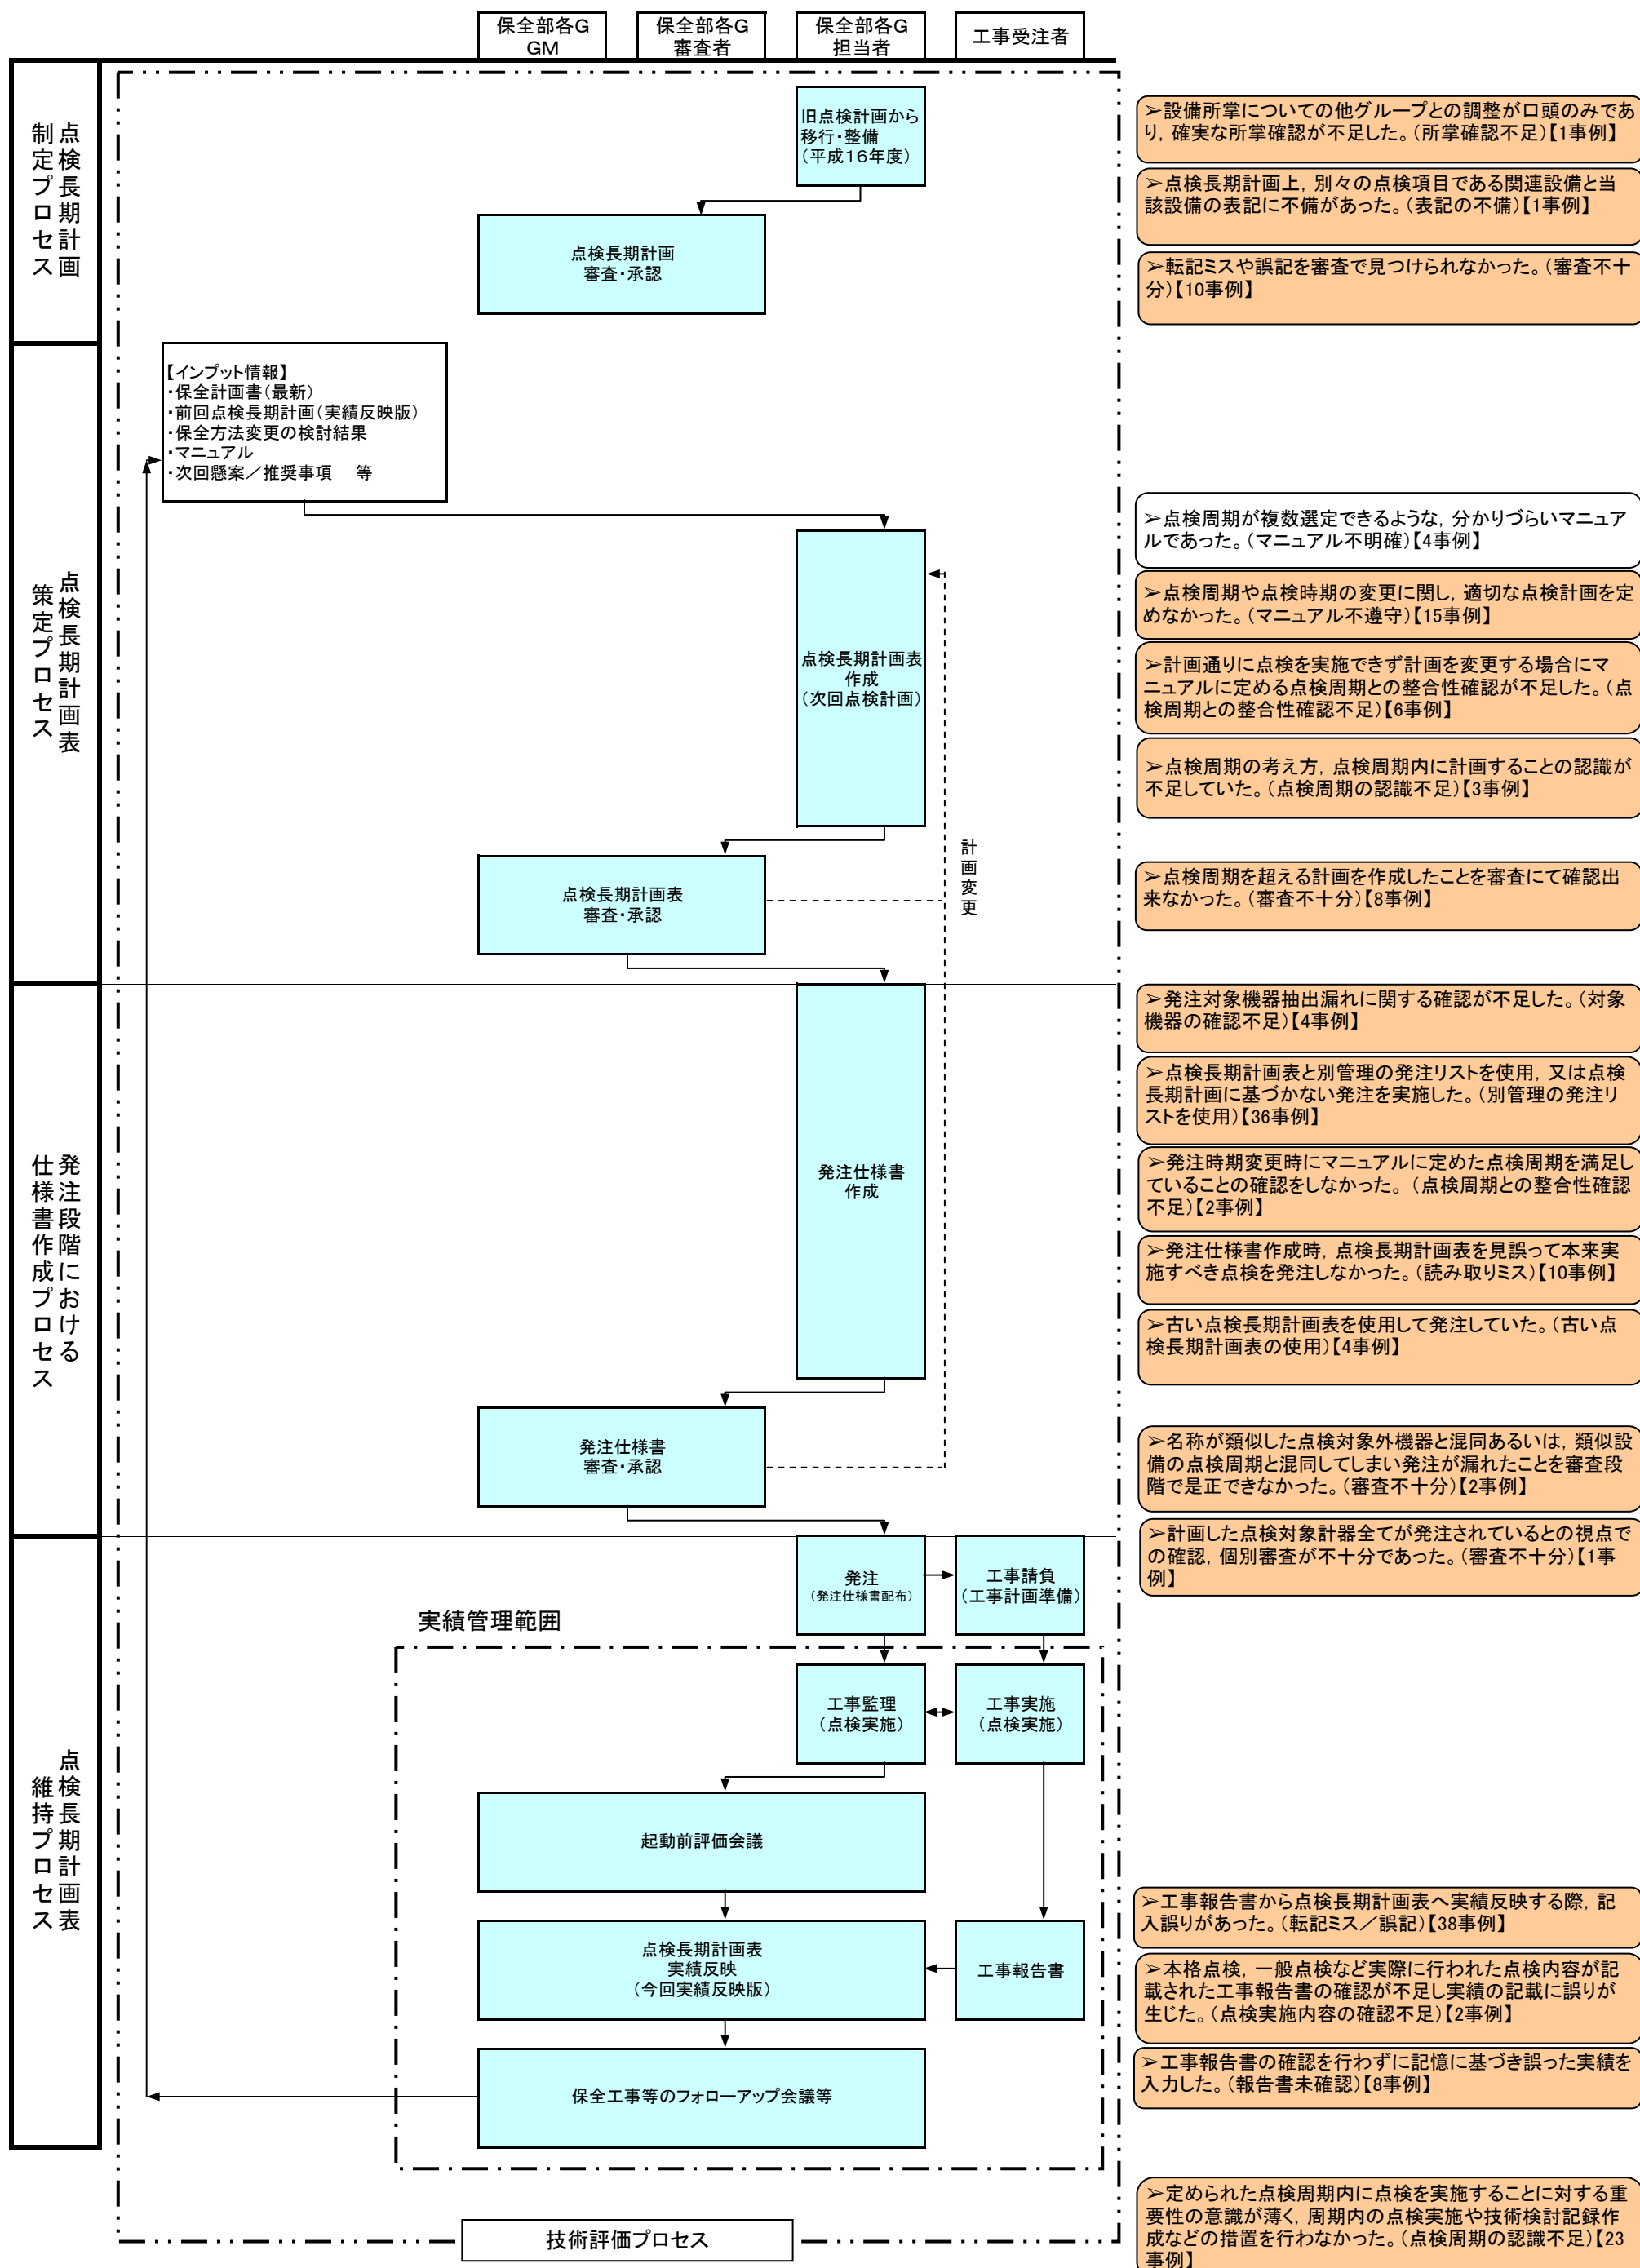 保全部各G
GM
保全部各G
審査者
保全部各G
担当者
工事受注者
点検長期計画
制定プロセス
旧点検計画から
移行・整備
(平成16年度)
点検長期計画
審査・承認
➢設備所掌についての他グループとの調整が口頭のみであ
り,確実な所掌確認が不足した。(所掌確認不足)【1事例】
➢点検長期計画上,別々の点検項目である関連設備と当
該設備の表記に不備があった。(表記の不備)【1事例】
➢転記ミスや誤記を審査で見つけられなかった。(審査不十
分)【10事例】
点検長期計画表
策定プロセス
【インプット情報】
・保全計画書(最新)
・前回点検長期計画(実績反映版)
・保全方法変更の検討結果
・マニュアル
・次回懸案/推奨事項 等
点検長期計画表
作成
(次回点検計画)
計画変更
点検長期計画表
審査・承認
➢点検周期が複数選定できるような,分かりづらいマニュア
ルであった。(マニュアル不明確)【4事例】
➢点検周期や点検時期の変更に関し,適切な点検計画を定
めなかった。(マニュアル不遵守)【15事例】
➢計画通りに点検を実施できず計画を変更する場合にマ
ニュアルに定める点検周期との整合性確認が不足した。(点
検周期との整合性確認不足)【6事例】
➢点検周期の考え方,点検周期内に計画することの認識が
不足していた。(点検周期の認識不足)【3事例】
➢点検周期を超える計画を作成したことを審査にて確認出
来なかった。(審査不十分)【8事例】
発注段階における
仕様書作成プロセス
発注仕様書
作成
発注仕様書
審査・承認
➢発注対象機器抽出漏れに関する確認が不足した。(対象
機器の確認不足)【4事例】
➢点検長期計画表と別管理の発注リストを使用,又は点検
長期計画に基づかない発注を実施した。(別管理の発注リ
ストを使用)【36事例】
➢発注時期変更時にマニュアルに定めた点検周期を満足し
ていることの確認をしなかった。(点検周期との整合性確認
不足)【2事例】
➢発注仕様書作成時,点検長期計画表を見誤って本来実
施すべき点検を発注しなかった。(読み取りミス)【10事例】
➢古い点検長期計画表を使用して発注していた。(古い点
検長期計画表の使用)【4事例】
➢名称が類似した点検対象外機器と混同あるいは,類似設
備の点検周期と混同してしまい発注が漏れたことを審査段
階で是正できなかった。(審査不十分)【2事例】
➢計画した点検対象計器全てが発注されているとの視点で
の確認,個別審査が不十分であった。(審査不十分)【1事
例】
点検長期計画表
維持プロセス
発注
(発注仕様書配布)
工事請負
(工事計画準備)
実績管理範囲
工事監理
(点検実施)
工事実施
(点検実施)
起動前評価会議
点検長期計画表
実績反映
(今回実績反映版)
工事報告書
保全工事等のフォローアップ会議等
➢工事報告書から点検長期計画表へ実績反映する際,記
入誤りがあった。(転記ミス/誤記)【38事例】
➢本格点検,一般点検など実際に行われた点検内容が記
載された工事報告書の確認が不足し実績の記載に誤りが
生じた。(点検実施内容の確認不足)【2事例】
➢工事報告書の確認を行わずに記憶に基づき誤った実績を
入力した。(報告書未確認)【8事例】
技術評価プロセス
➢定められた点検周期内に点検を実施することに対する重
要性の意識が薄く,周期内の点検実施や技術検討記録作
成などの措置を行わなかった。(点検周期の認識不足)【23
事例】